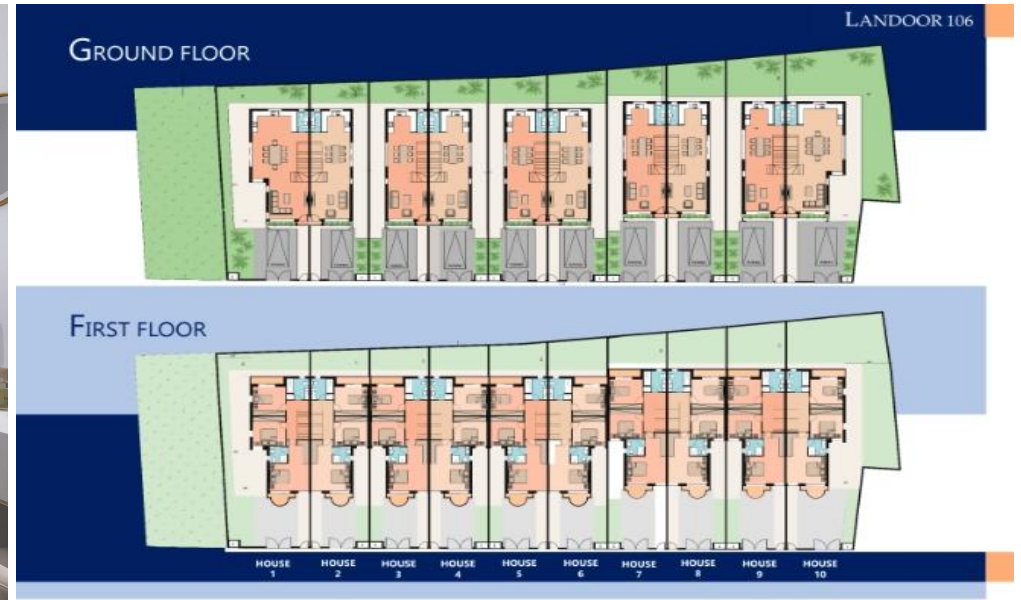 LANDOOR 106
GROUND FLOOR
FIRST FLOOR
HOUSE 1
HOUSE 2
HOUSE 3
HOUSE 4
HOUSE 5
HOUSE 6
HOUSE 7
HOUSE 8
HOUSE 9
HOUSE 10